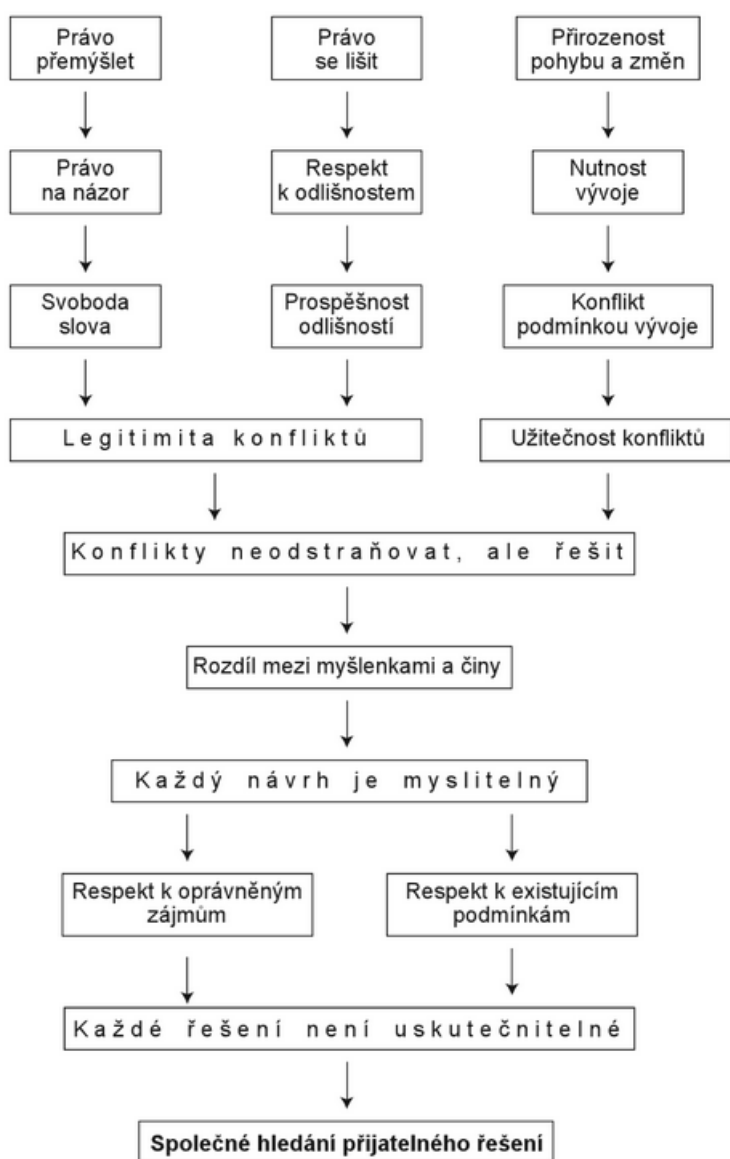 Právo
přemýšlet
Právo
se lišit
Přirozenost
pohybu a změn
Právo
na názor
Respekt
k odlišnostem
Nutnost
vývoje
Svoboda
slova
Prospěšnost
odlišností
Konflikt
podmínkou vývoje
Legitimita konfliktů
Užitečnost konfliktů
Konflikty neodstraňovat, ale řešit
Rozdíl mezi myšlenkami a činy
Každý návrh je myslitelný
Respekt k oprávněným
zájmům
Respekt k existujícím
podmínkám
Každé řešení není uskutečnitelné
Společné hledání přijatelného řešení